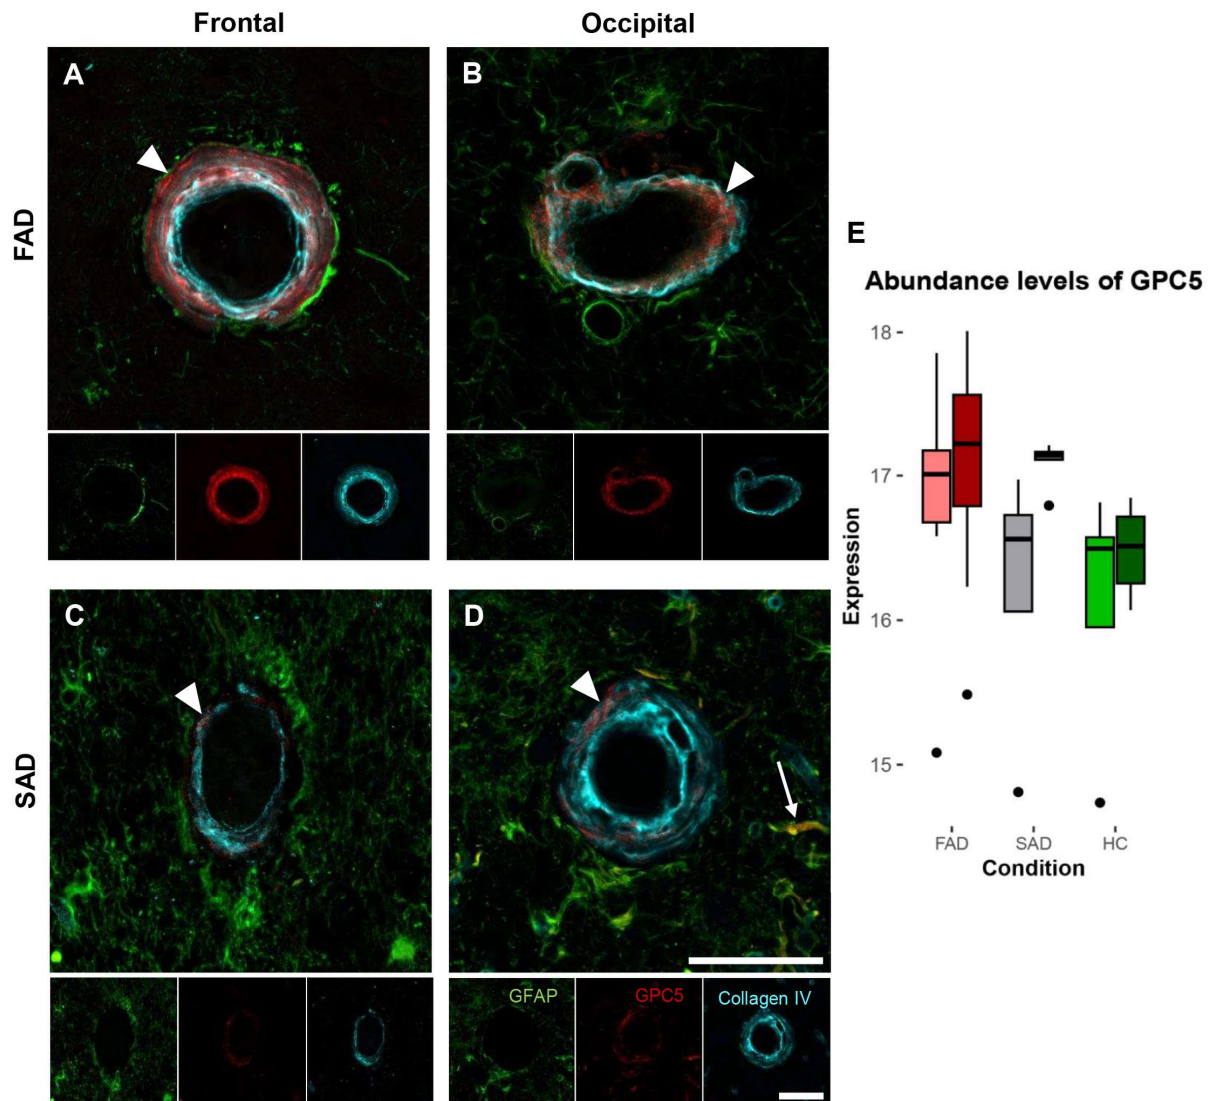 Frontal
Occipital
FAD
A
B
E
Abundance levels of GPC5
18
17
16
15
Expression
FAD
SAD
HC
Condition
SAD
C
D
GFAP
GPC5
Collagen IV